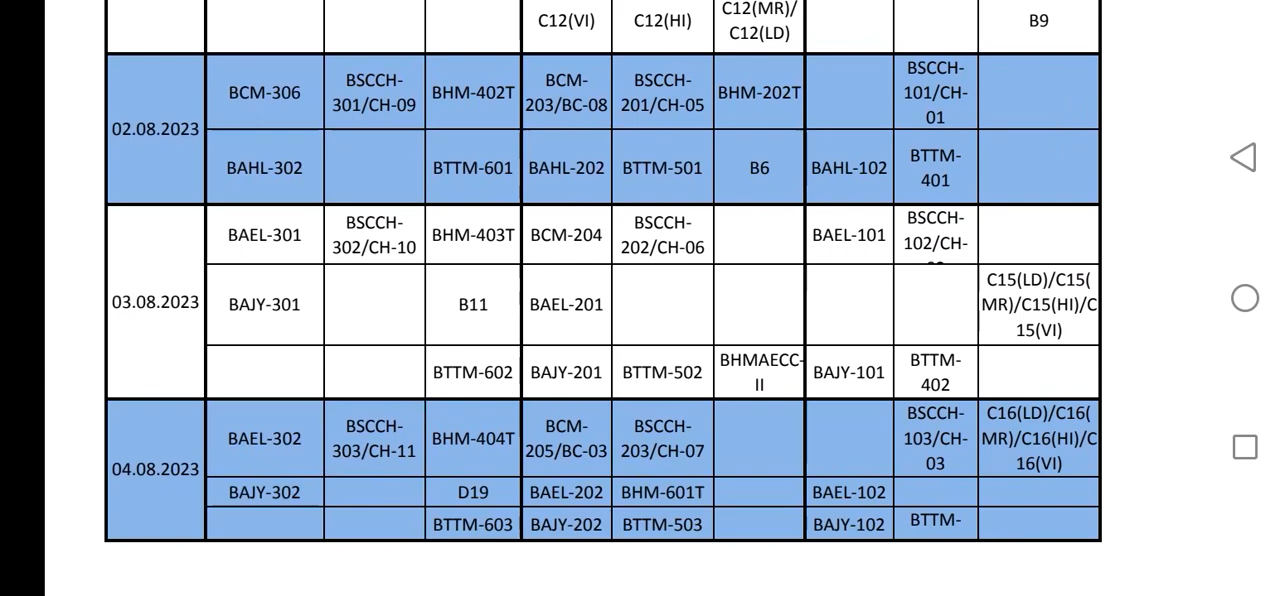 C12(VI) C12(HI) C12(MR)/ B9
C12(LD)
02.08.2023
BCM-306 BSCCH- BHM-402T BCM- BSCCH- BHM-202T BSCCH-
301/CH-09 203/BC-08 201/CH-05 101/CH-
01
BAHL-302 BTTM-601 BAHL-202 BTTM-501 B6 BAHL-102 BTTM-
401
03.08.2023
BAEL-301 BSCCH- BHM-403T BCM-204 BSCCH- BAEL-101 BSCCH-
302/CH-10 202/CH-06 102/CH-
BAJY-301 B11 BAEL-201 C15(LD)/C15(
MR)/C15(HI)/C
15(VI)
BTTM-602 BAJY-201 BTTM-502 BHMAECC- BAJY-101 BTTM-
II 402
04.08.2023
BAEL-302 BSCCH- BHM-404T BCM- BSCCH- BSCCH- C16(LD)/C16(
303/CH-11 205/BC-03 203/CH-07 103/CH- MR)/C16(HI)/C
03 16(VI)
BAJY-302 D19 BAEL-202 BHM-601T BAEL-102
BTTM-603 BAJY-202 BTTM-503 BAJY-102 BTTM-